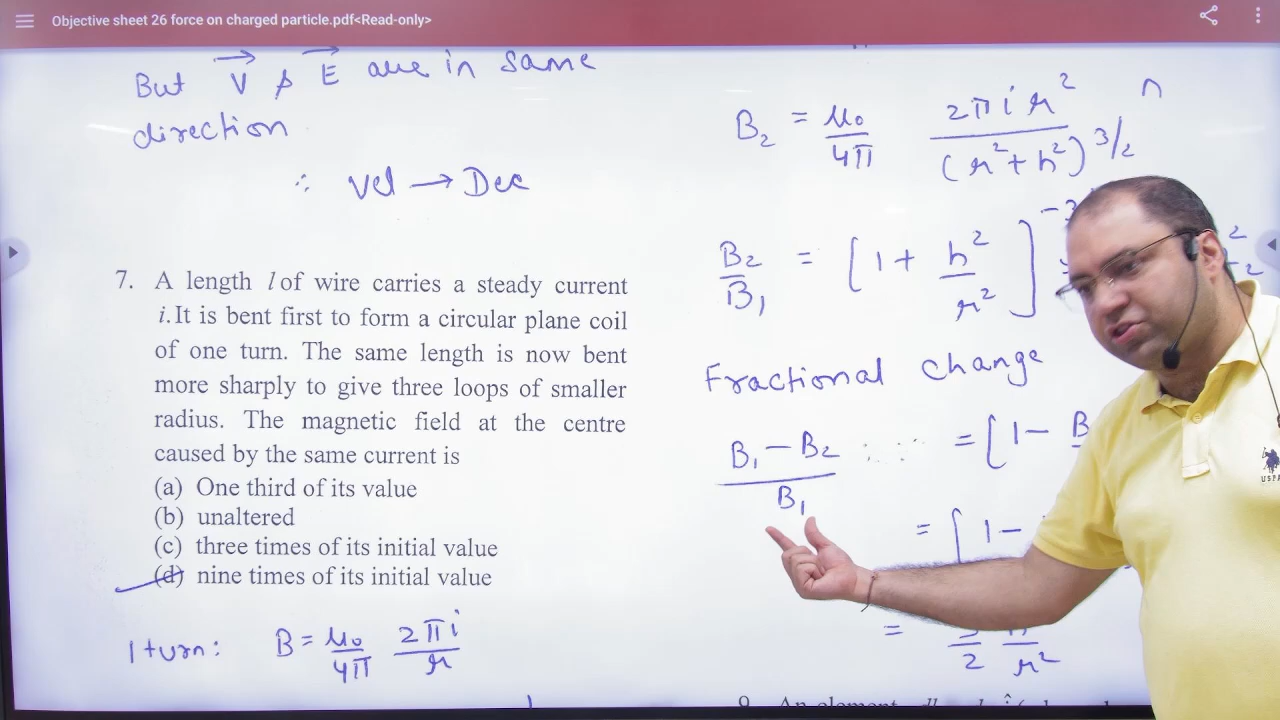 Objective sheet 26 force on charged particle.pdf<Read-only>
But V⃗ & E⃗ are in same
direction
∴ Vel → Dec
7. A length l of wire carries a steady current
i. It is bent first to form a circular plane coil
of one turn. The same length is now bent
more sharply to give three loops of smaller
radius. The magnetic field at the centre
caused by the same current is
(a) One third of its value
(b) unaltered
(c) three times of its initial value
(d) nine times of its initial value
1 turn: B = μ₀/4π 2πi/r
B₂ = μ₀/4π 2πir²/(r²+h²)^3/2
B₂/B₁ = [1 + h²/r²]
Fractional change
B₁ − B₂/B₁ = [1 − B
= [1 −
= /2 /r²